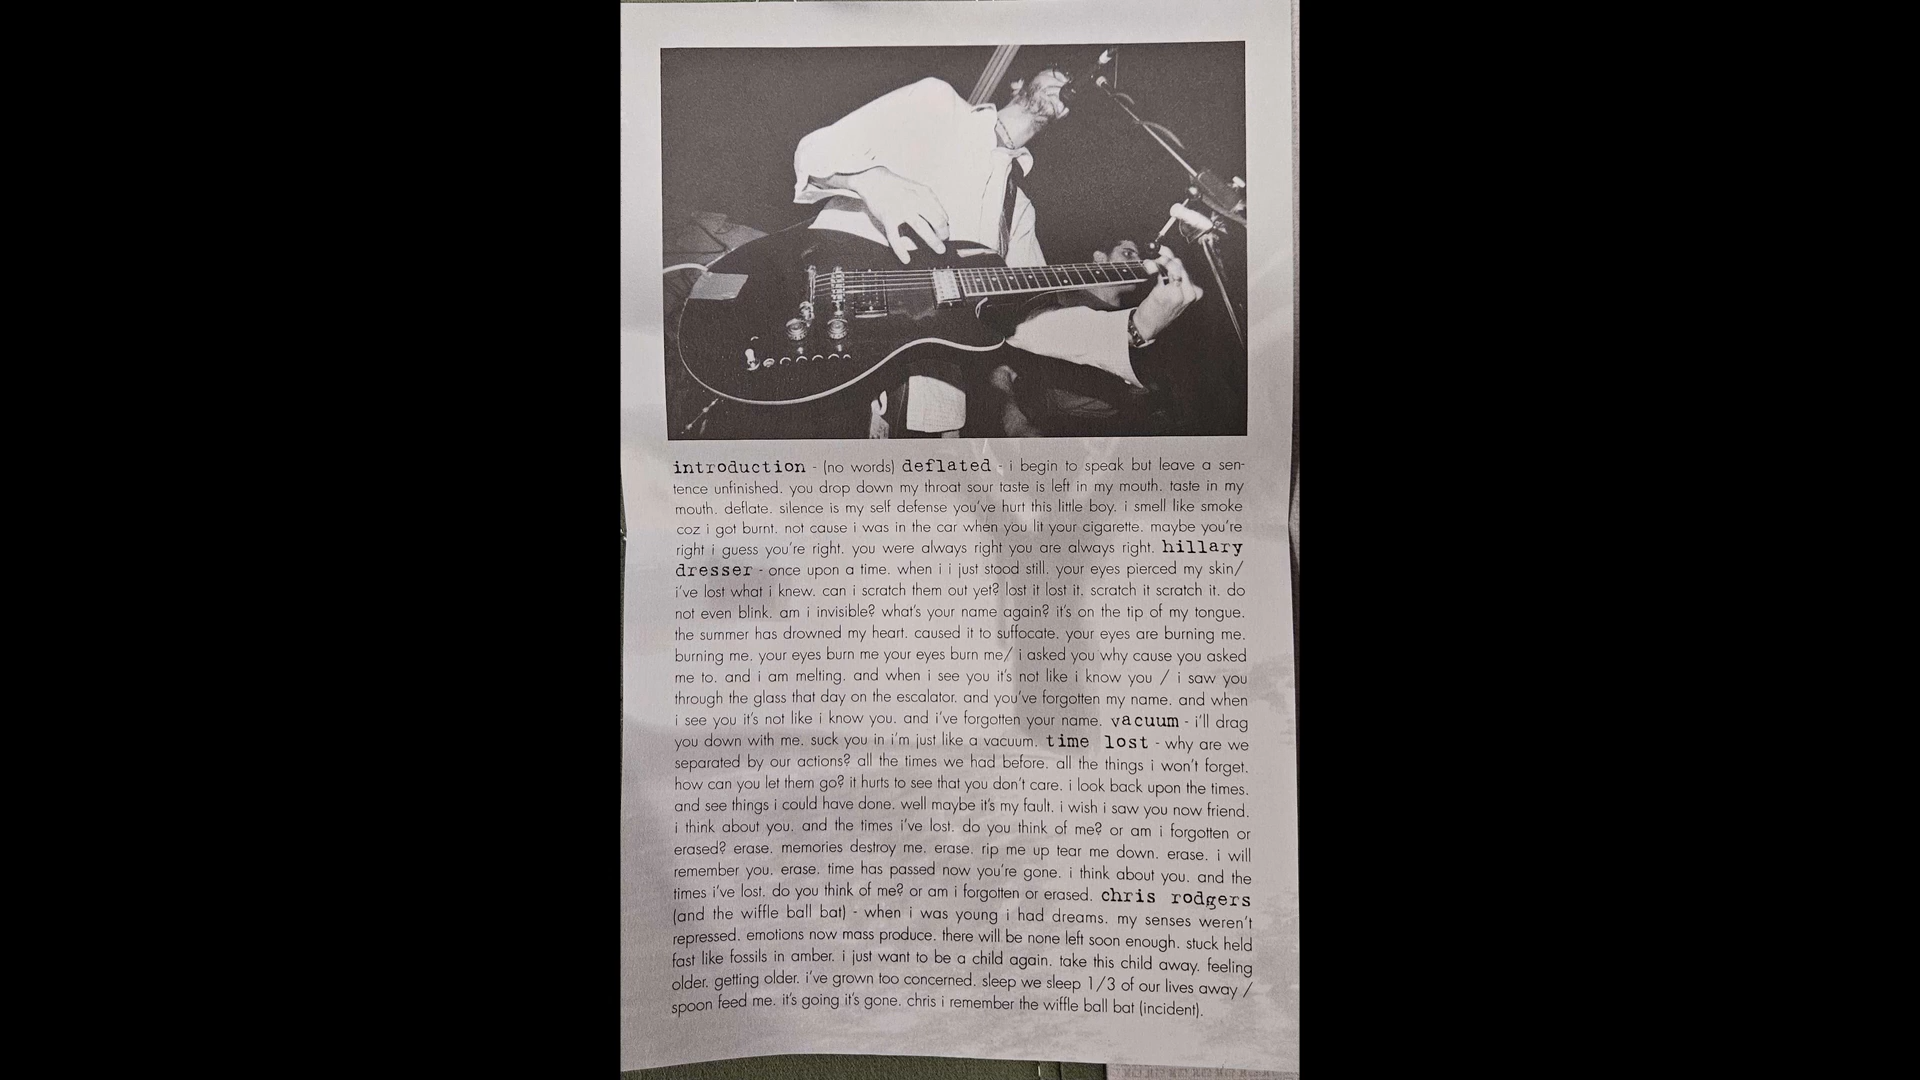 introduction - (no words) deflated - i begin to speak but leave a sen-
tence unfinished. you drop down my throat sour taste is left in my mouth. taste in my
mouth. deflate. silence is my self defense you've hurt this little boy. i smell like smoke
coz i got burnt. not cause i was in the car when you lit your cigarette. maybe you're
right i guess you're right. you were always right you are always right. hillary
dresser - once upon a time. when i i just stood still. your eyes pierced my skin/
i've lost what i knew. can i scratch them out yet? lost it lost it. scratch it scratch it. do
not even blink. am i invisible? what's your name again? it's on the tip of my tongue.
the summer has drowned my heart. caused it to suffocate. your eyes are burning me.
burning me. your eyes burn me your eyes burn me/ i asked you why cause you asked
me to. and i am melting. and when i see you it's not like i know you / i saw you
through the glass that day on the escalator. and you've forgotten my name. and when
i see you it's not like i know you. and i've forgotten your name. vacuum - i'll drag
you down with me. suck you in i'm just like a vacuum. time lost - why are we
separated by our actions? all the times we had before. all the things i won't forget.
how can you let them go? it hurts to see that you don't care. i look back upon the times.
and see things i could have done. well maybe it's my fault. i wish i saw you now friend.
i think about you. and the times i've lost. do you think of me? or am i forgotten or
erased? erase. memories destroy me. erase. rip me up tear me down. erase. i will
remember you. erase. time has passed now you're gone. i think about you. and the
times i've lost. do you think of me? or am i forgotten or erased. chris rodgers
(and the wiffle ball bat) - when i was young i had dreams. my senses weren't
repressed. emotions now mass produce. there will be none left soon enough. stuck held
fast like fossils in amber. i just want to be a child again. take this child away. feeling
older. getting older. i've grown too concerned. sleep we sleep 1/3 of our lives away /
spoon feed me. it's going it's gone. chris i remember the wiffle ball bat (incident).